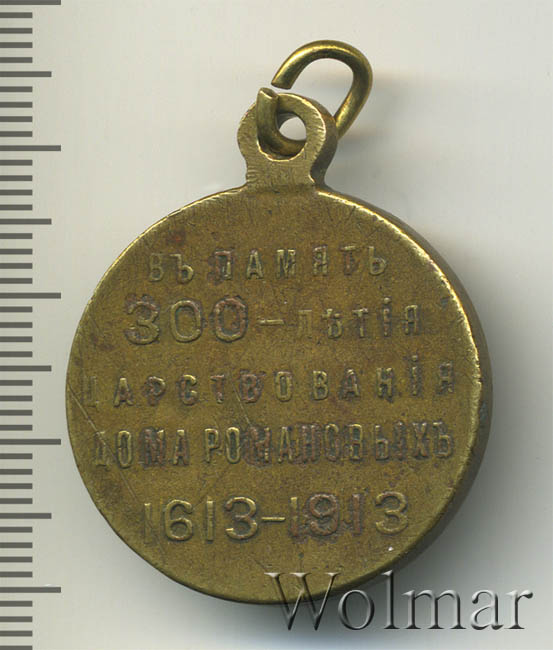 ВЪ ПАМЯТЬ
300-ЛѢТІЯ
ЦАРСТВОВАНІЯ
ДОМА РОМАНОВЫХЪ
1613-1913
Wolmar